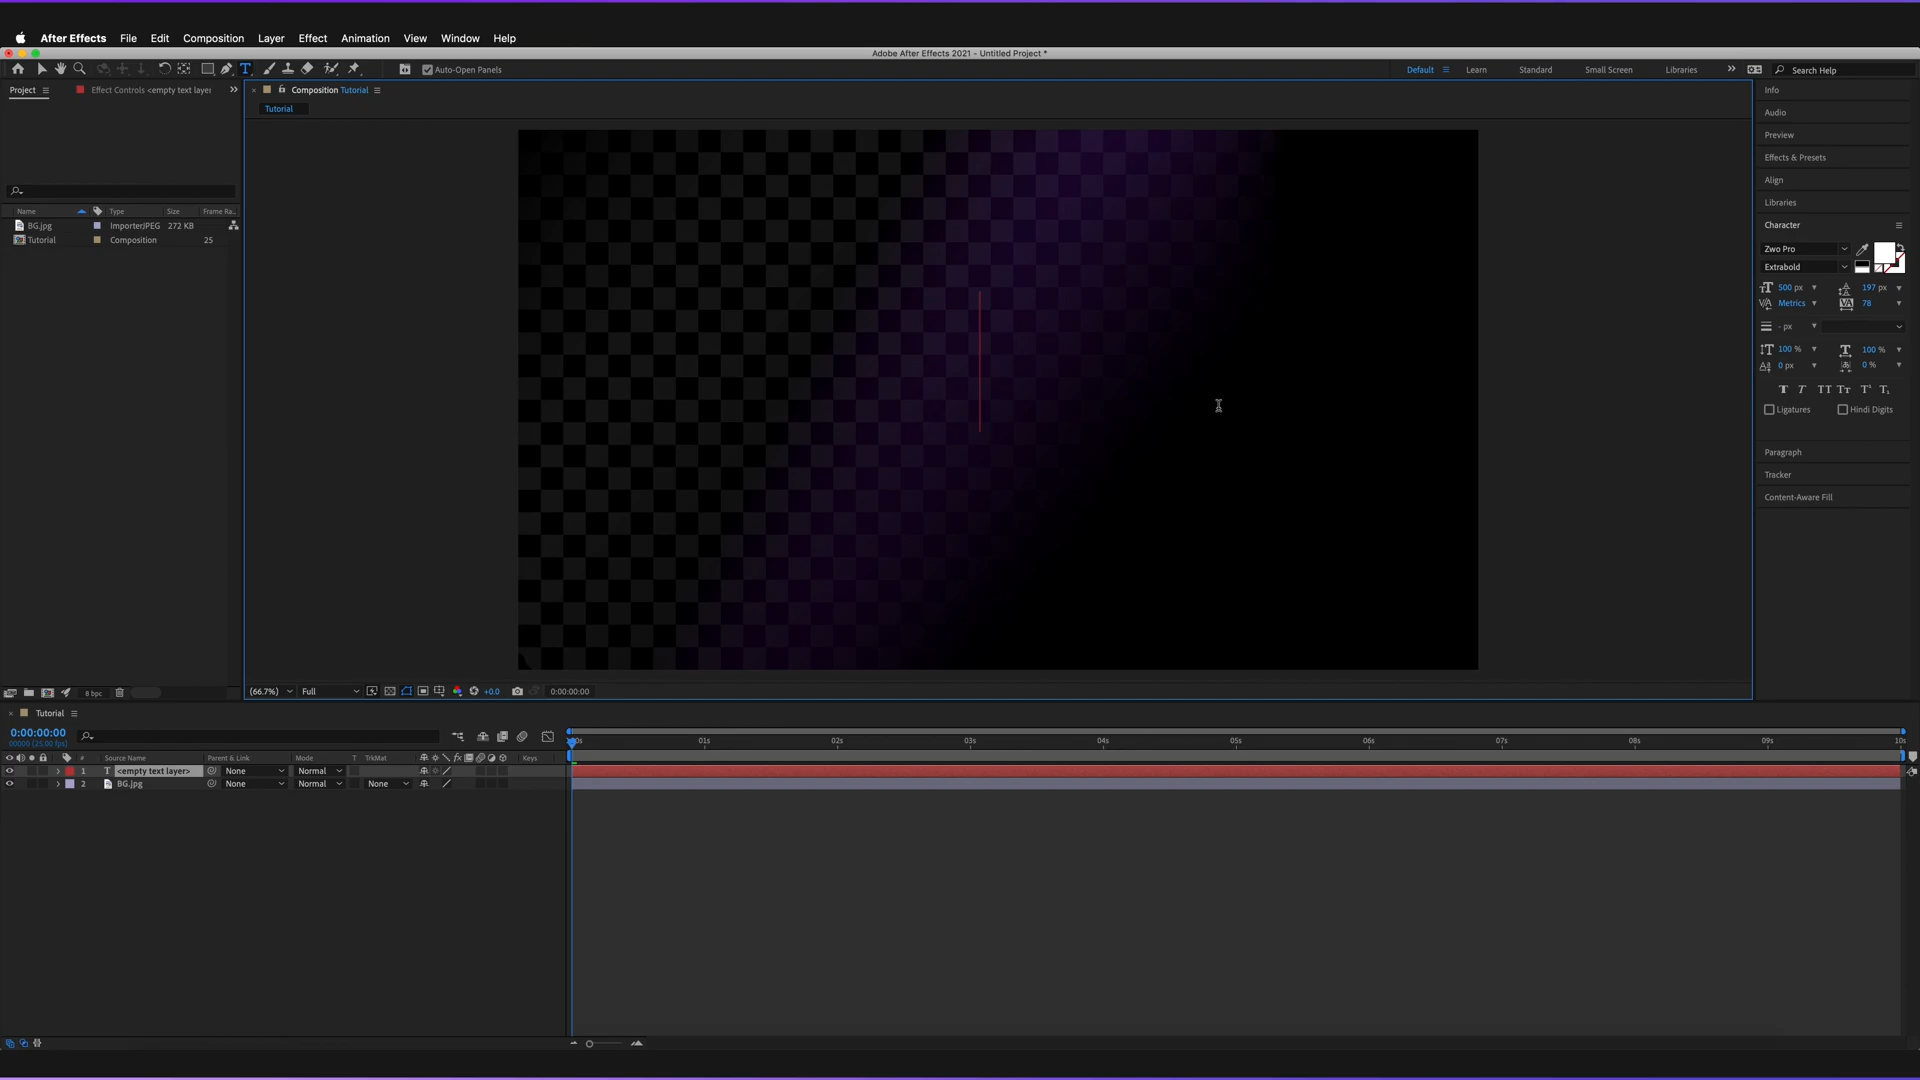 After Effects File Edit Composition Layer Effect Animation View Window Help
Adobe After Effects 2021 - Untitled Project *
Auto-Open Panels
Default Learn Standard Small Screen Libraries Search Help
Project Effect Controls <empty text layer
Composition Tutorial
Tutorial
Info
Audio
Preview
Effects & Presets
Align
Libraries
Character
Zwo Pro
Extrabold
500 px 197 px
Metrics 78
- px
100 % 100 %
0 px 0 %
Ligatures Hindi Digits
Paragraph
Tracker
Content-Aware Fill
Name Type Size Frame Ra..
BG.jpg ImporterJPEG 272 KB
Tutorial Composition 25
8 bpc
(66.7%) Full +0.0 0:00:00:00
Tutorial
0:00:00:00
00000 (25.00 fps)
01s 02s 03s 04s 05s 06s 07s 08s 09s 10s
# Source Name Parent & Link Mode T TrkMat Keys
1 T <empty text layer> None Normal
2 BG.jpg None Normal None